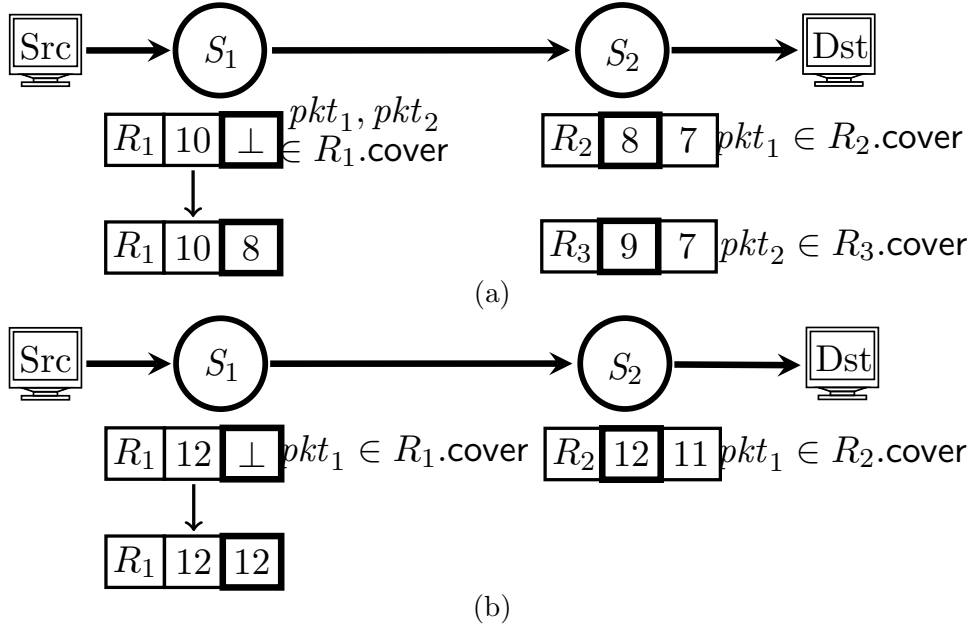 Src S₁ S₂ Dst
R₁ 10 ⊥ pkt₁, pkt₂ R₂ 8 7 pkt₁ ∈ R₂.cover
∈ R₁.cover
R₁ 10 8 R₃ 9 7 pkt₂ ∈ R₃.cover
(a)
Src S₁ S₂ Dst
R₁ 12 ⊥ pkt₁ ∈ R₁.cover R₂ 12 11 pkt₁ ∈ R₂.cover
R₁ 12 12
(b)